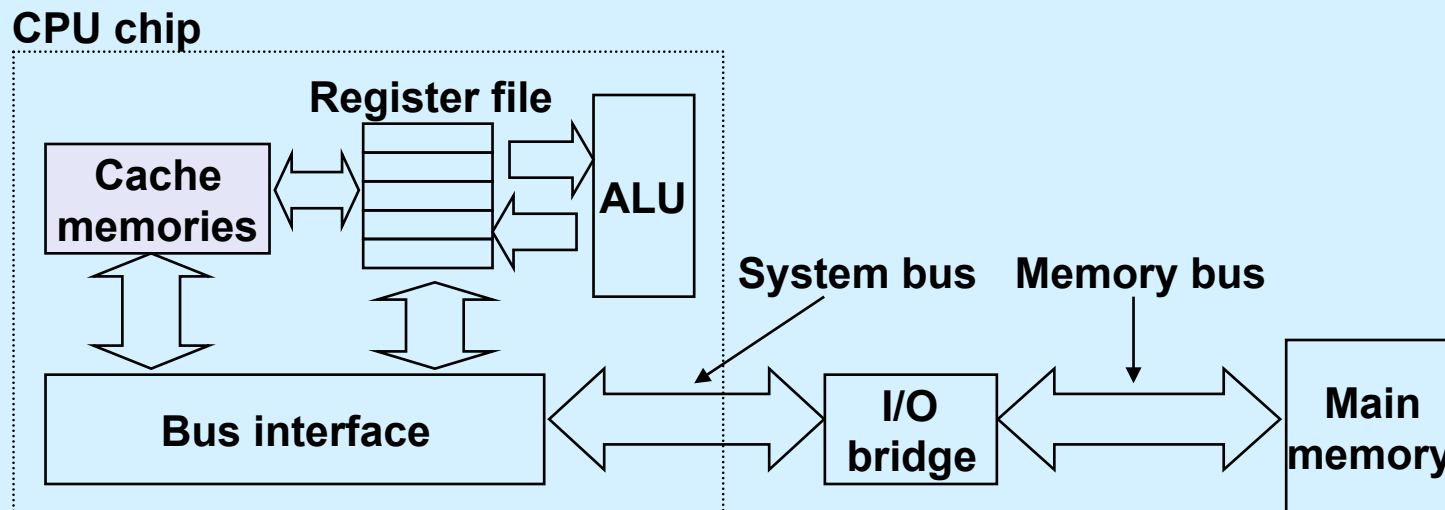 CPU chip
Register file
Cache
memories
ALU
System bus
Memory bus
Bus interface
I/O
bridge
Main
memory